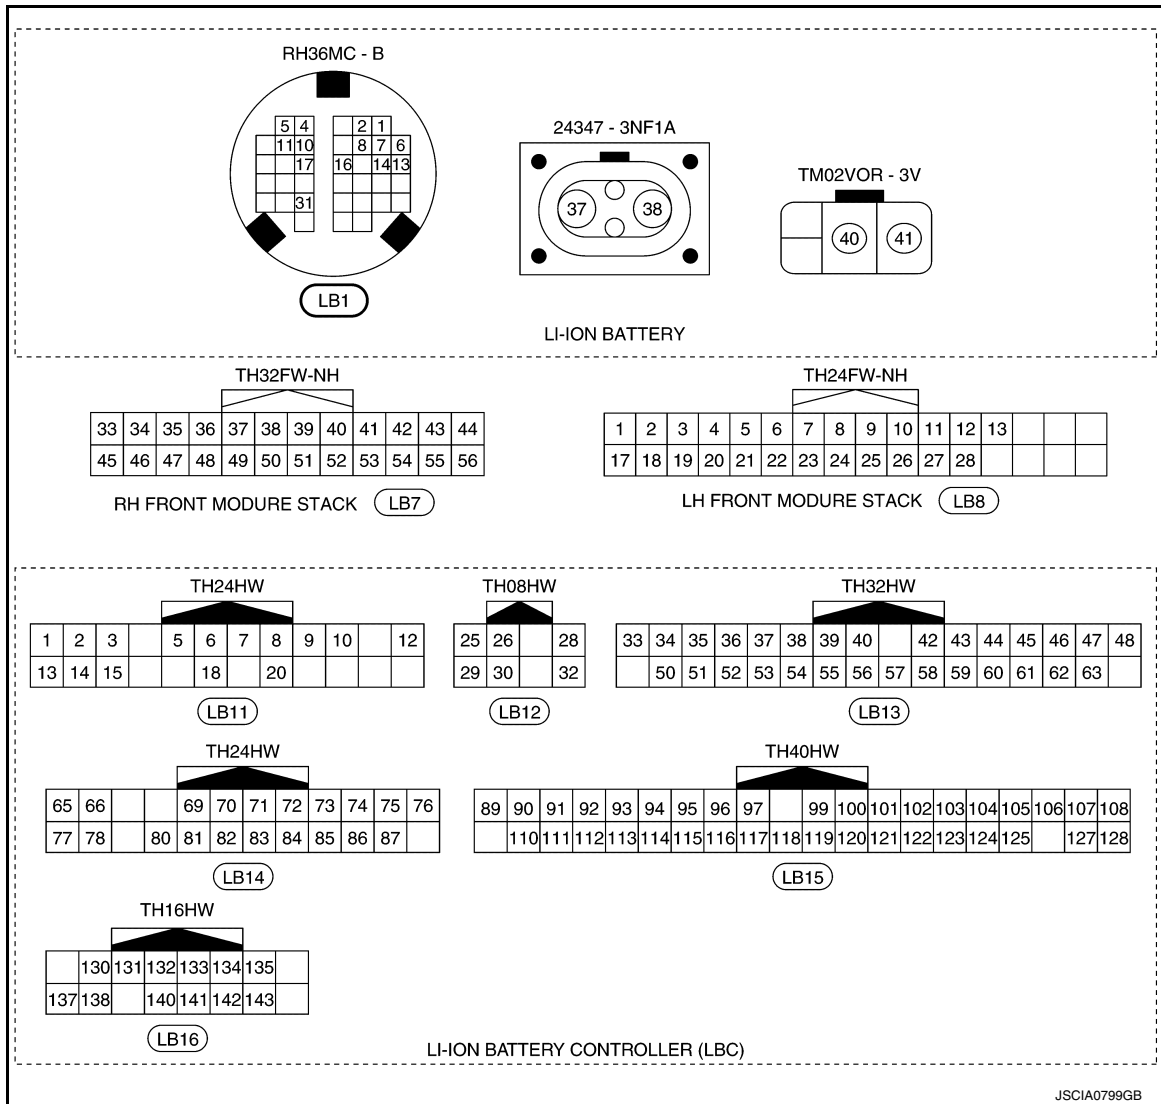 RH36MC - B
5 4 2 1
11 10 8 7 6
17 16 14 13
31
LB1
24347 - 3NF1A
37 38
TM02VOR - 3V
40 41
LI-ION BATTERY
TH32FW-NH
33 34 35 36 37 38 39 40 41 42 43 44
45 46 47 48 49 50 51 52 53 54 55 56
RH FRONT MODURE STACK LB7
TH24FW-NH
1 2 3 4 5 6 7 8 9 10 11 12 13
17 18 19 20 21 22 23 24 25 26 27 28
LH FRONT MODURE STACK LB8
TH24HW
1 2 3 5 6 7 8 9 10 12
13 14 15 18 20
LB11
TH08HW
25 26 28
29 30 32
LB12
TH32HW
33 34 35 36 37 38 39 40 42 43 44 45 46 47 48
50 51 52 53 54 55 56 57 58 59 60 61 62 63
LB13
TH24HW
65 66 69 70 71 72 73 74 75 76
77 78 80 81 82 83 84 85 86 87
LB14
TH40HW
89 90 91 92 93 94 95 96 97 99 100 101 102 103 104 105 106 107 108
110 111 112 113 114 115 116 117 118 119 120 121 122 123 124 125 127 128
LB15
TH16HW
130 131 132 133 134 135
137 138 140 141 142 143
LB16
LI-ION BATTERY CONTROLLER (LBC)
JSCIA0799GB